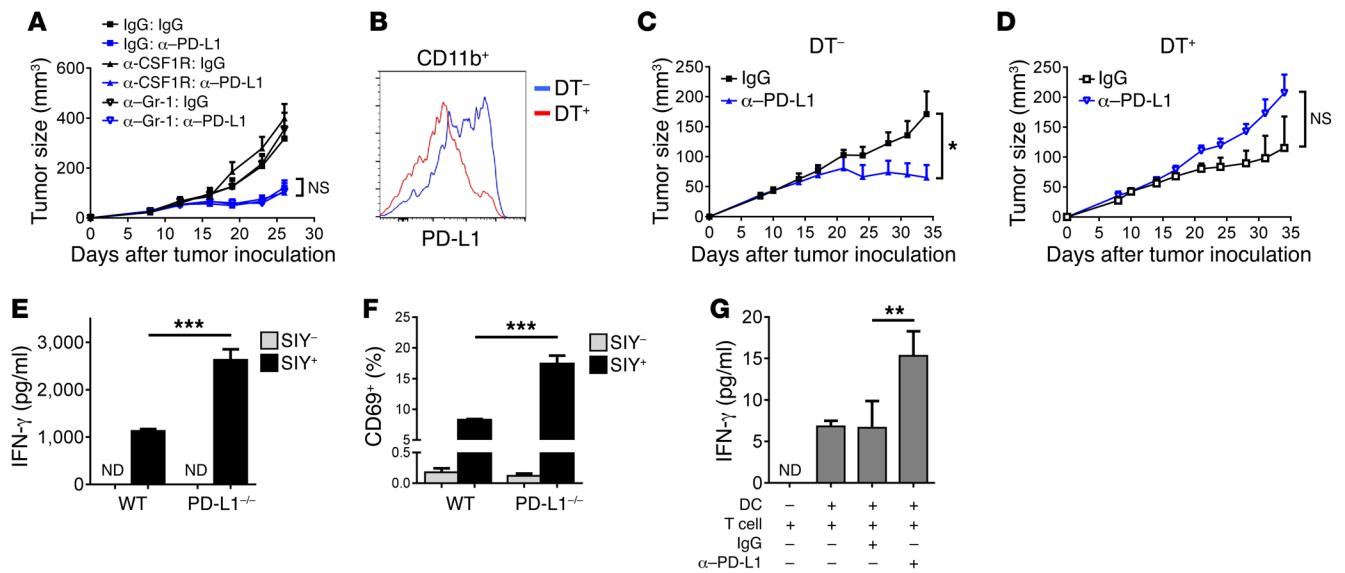 A
IgG: IgG
IgG: α–PD-L1
α-CSF1R: IgG
α-CSF1R: α–PD-L1
α–Gr-1: IgG
α–Gr-1: α–PD-L1
Tumor size (mm³)
600
400
200
0
NS
0 5 10 15 20 25 30
Days after tumor inoculation
B
CD11b⁺
DT⁻
DT⁺
PD-L1
C
DT⁻
IgG
α–PD-L1
Tumor size (mm³)
250
200
150
100
50
0
*
0 5 10 15 20 25 30 35
Days after tumor inoculation
D
DT⁺
IgG
α–PD-L1
Tumor size (mm³)
250
200
150
100
50
0
NS
0 5 10 15 20 25 30 35
Days after tumor inoculation
E
***
SIY⁻
SIY⁺
IFN-γ (pg/ml)
3,000
2,000
1,000
0
ND ND
WT PD-L1⁻/⁻
F
***
SIY⁻
SIY⁺
CD69⁺ (%)
25
20
15
10
5
0.5
0.0
WT PD-L1⁻/⁻
G
**
IFN-γ (pg/ml)
20
15
10
5
0
ND
DC – + + +
T cell + + + +
IgG – – + –
α–PD-L1 – – – +